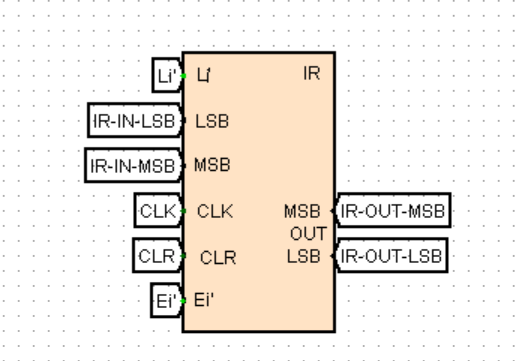 Li' Li' IR
IR-IN-LSB LSB
IR-IN-MSB MSB
CLK CLK MSB IR-OUT-MSB
OUT
CLR CLR LSB IR-OUT-LSB
Ei' Ei'